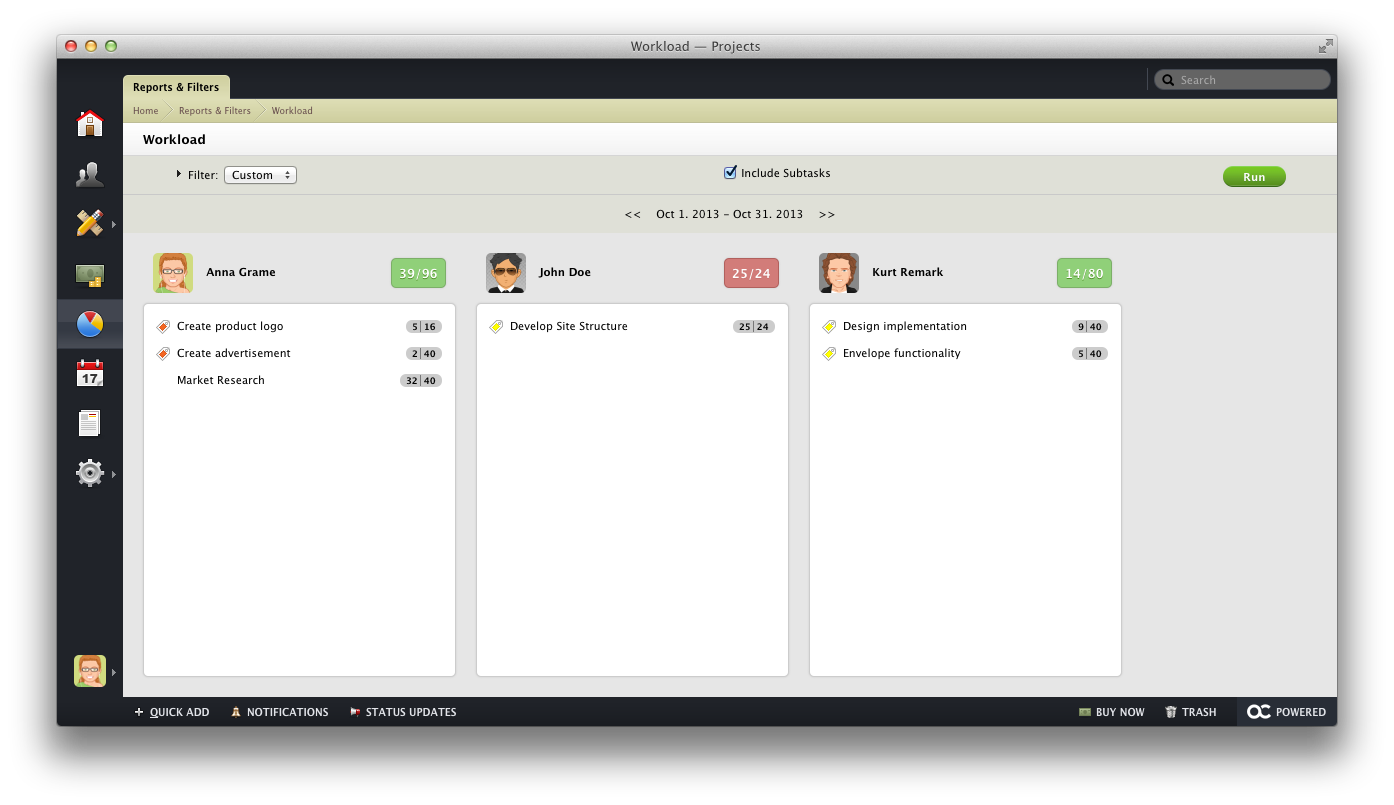 Workload — Projects
Reports & Filters
Search
Home Reports & Filters Workload
Workload
Filter: Custom Include Subtasks Run
<< Oct 1. 2013 – Oct 31. 2013 >>
Anna Grame 39/96 John Doe 25/24 Kurt Remark 14/80
Create product logo 5|16
Create advertisement 2|40
Market Research 32|40
Develop Site Structure 25|24
Design implementation 9|40
Envelope functionality 5|40
17
+ QUICK ADD NOTIFICATIONS STATUS UPDATES BUY NOW TRASH POWERED